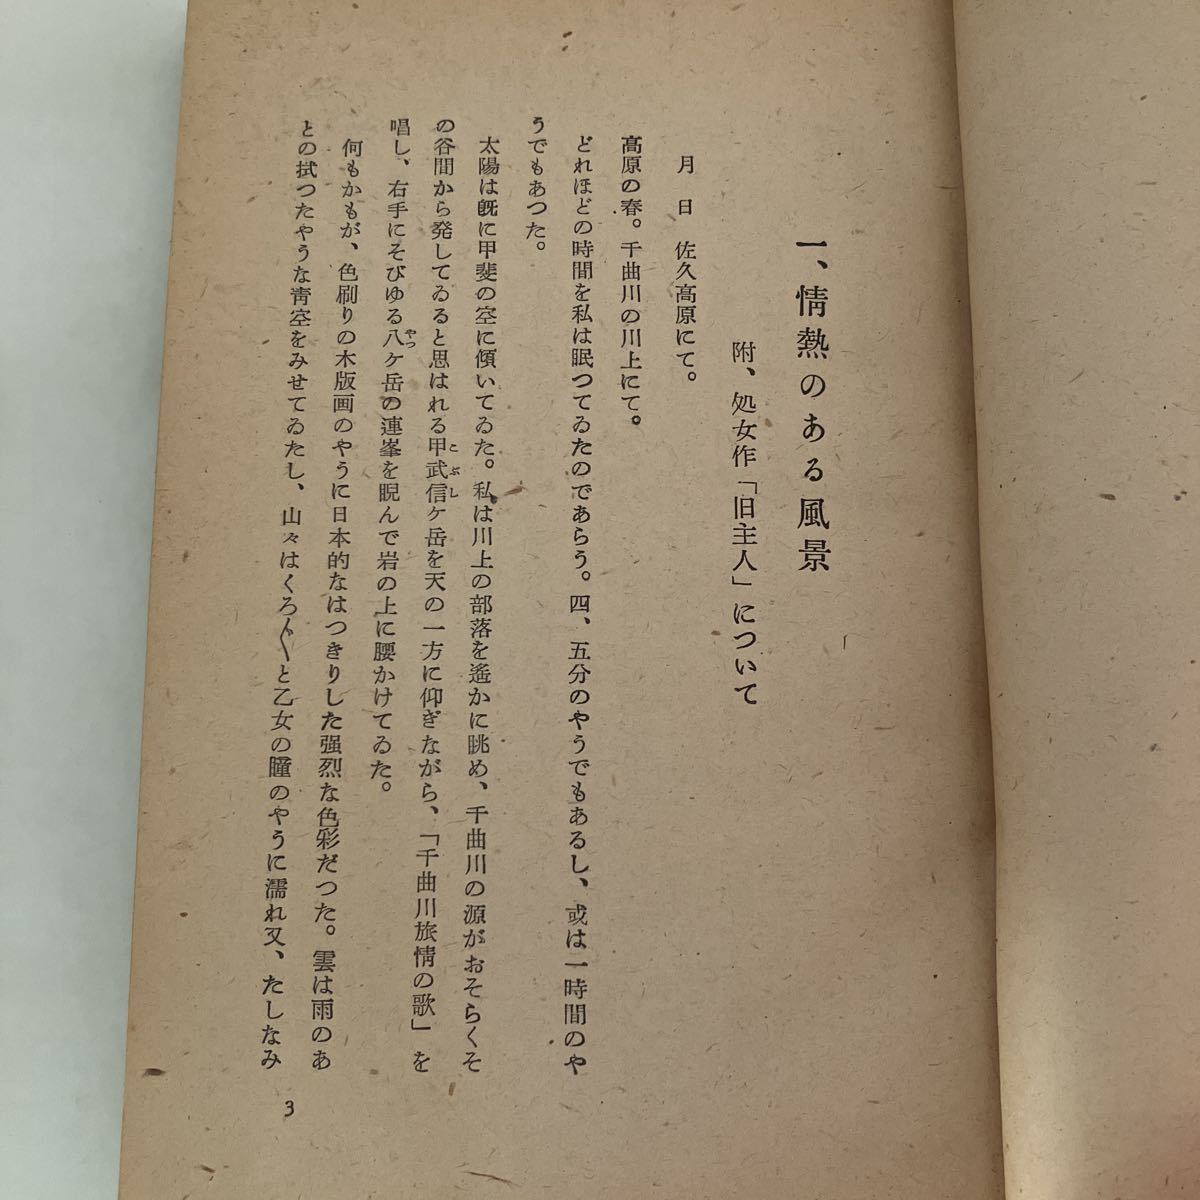 一、情熱のある風景
附、処女作「旧主人」について
月　日　佐久高原にて。
高原の春。千曲川の川上にて。
どれほどの時間を私は眠つてゐたのであらう。四、五分のやうでもあるし、或は一時間のや
うでもあつた。
太陽は既に甲斐の空に傾いてゐた。私は川上の部落を遙かに眺め、千曲川の源がおそらくそ
の谷間から発してゐると思はれる甲武信ヶ岳を天の一方に仰ぎながら、「千曲川旅情の歌」を
こぶし
唱し、右手にそびゆる八ヶ岳の連峯を睨んで岩の上に腰かけてゐた。
やつ
何もかもが、色刷りの木版画のやうに日本的なはつきりした强烈な色彩だつた。雲は雨のあ
との拭つたやうな靑空をみせてゐたし、山々はくろ〴〵と乙女の瞳のやうに濡れ又、たしなみ
3